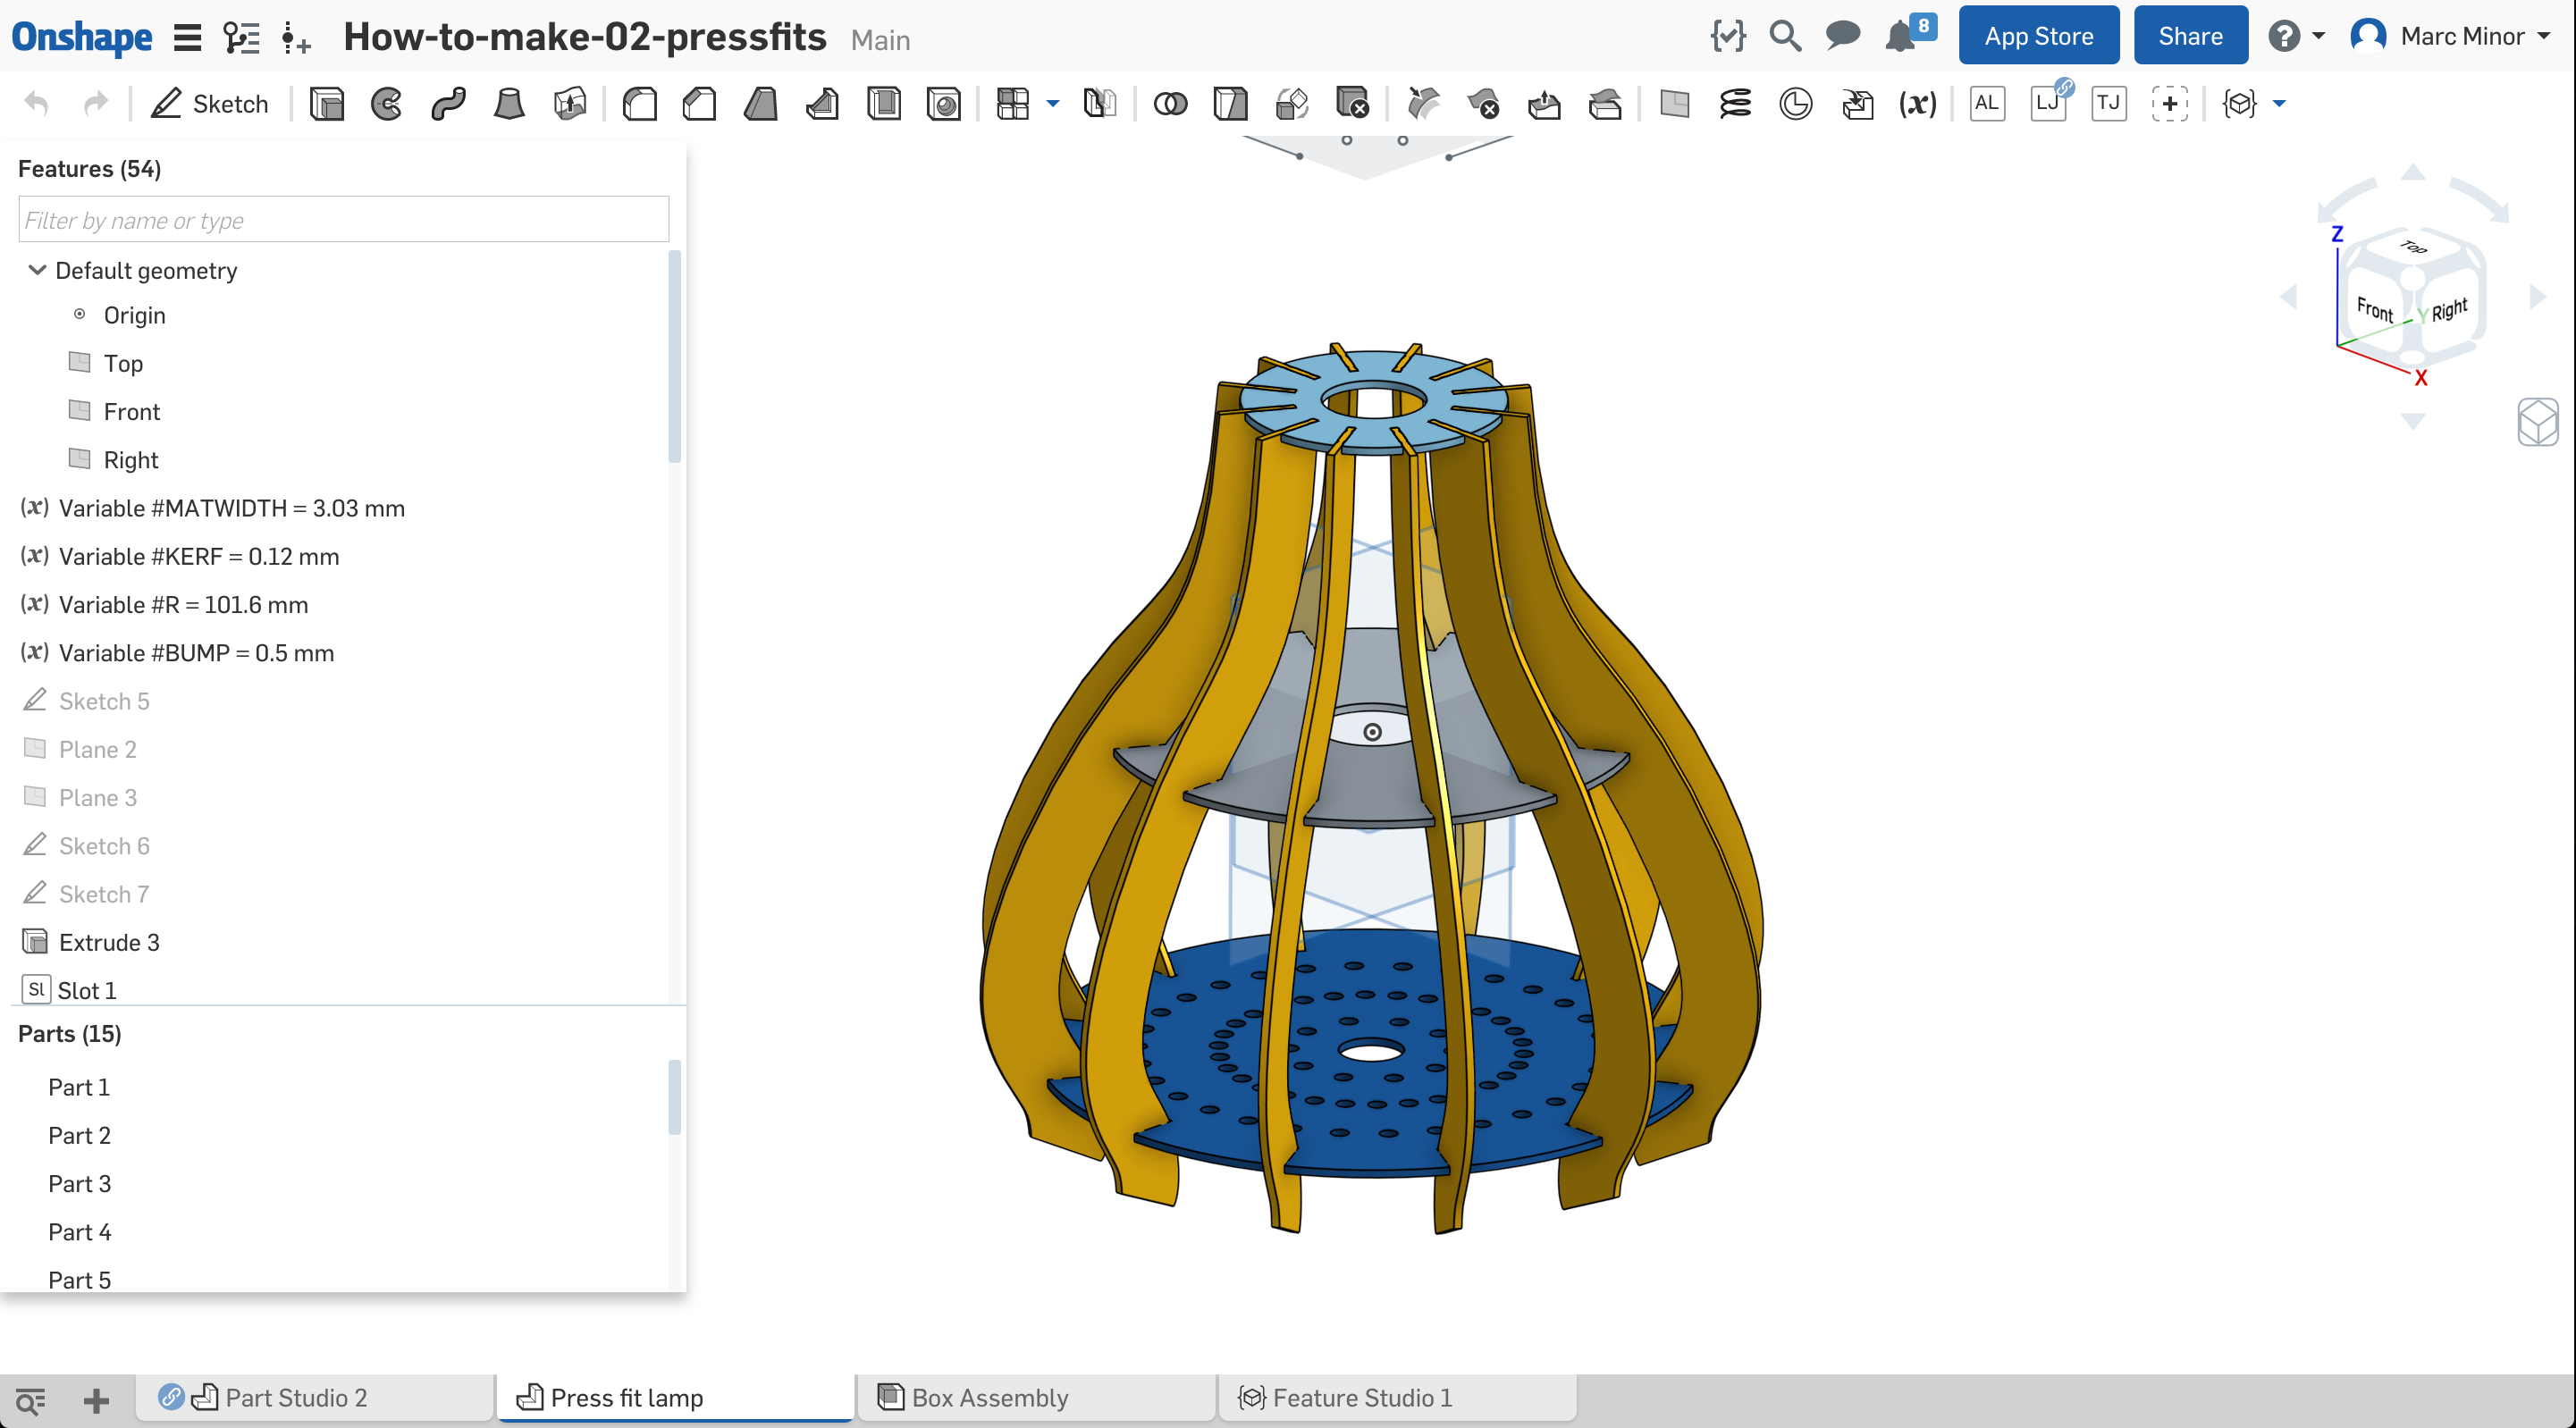 Onshape How-to-make-02-pressfits Main 8 App Store Share Marc Minor
Sketch (x) AL LJ TJ
Features (54)
Filter by name or type
Default geometry
Origin
Top
Front
Right
(x) Variable #MATWIDTH = 3.03 mm
(x) Variable #KERF = 0.12 mm
(x) Variable #R = 101.6 mm
(x) Variable #BUMP = 0.5 mm
Sketch 5
Plane 2
Plane 3
Sketch 6
Sketch 7
Extrude 3
Sl Slot 1
Parts (15)
Part 1
Part 2
Part 3
Part 4
Part 5
Z
Top
Front Y Right
X
Part Studio 2 Press fit lamp Box Assembly Feature Studio 1